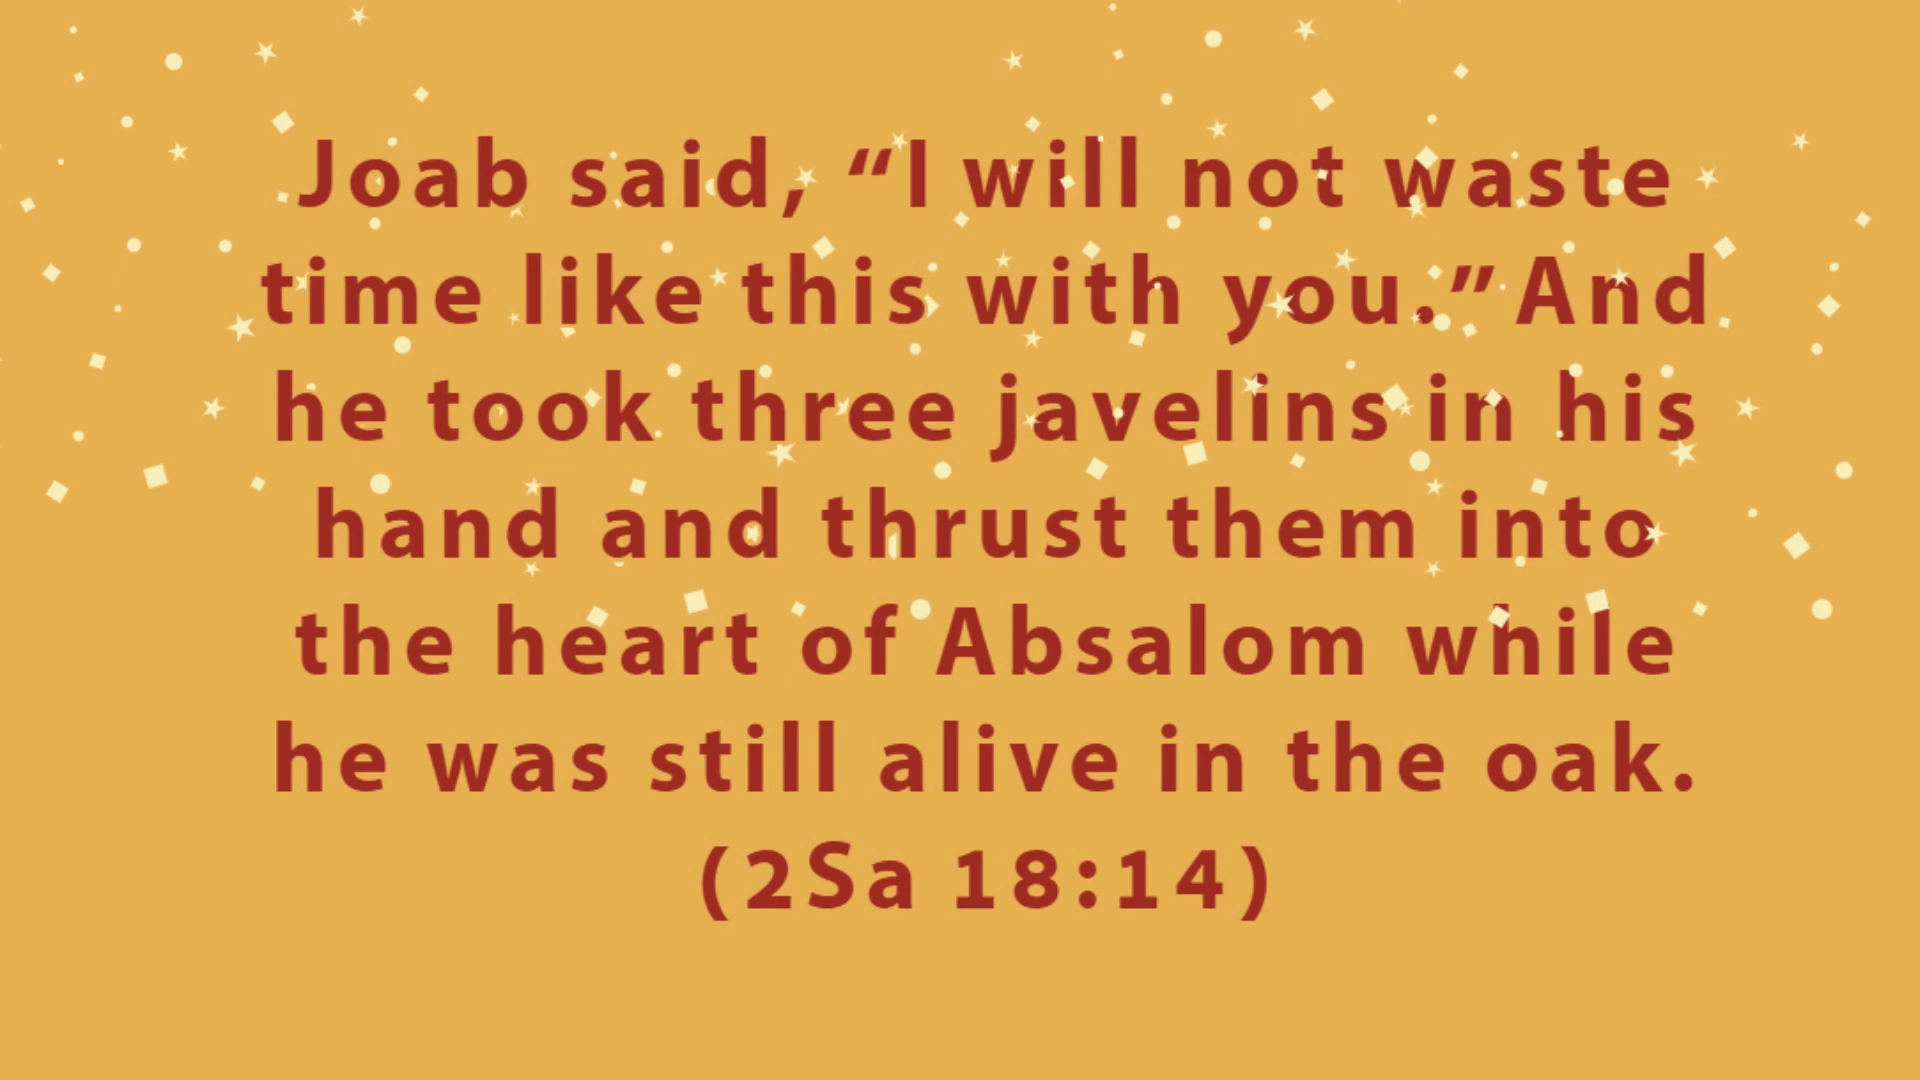 Joab said, “I will not waste
time like this with you.” And
he took three javelins in his
hand and thrust them into
the heart of Absalom while
he was still alive in the oak.
(2Sa 18:14)